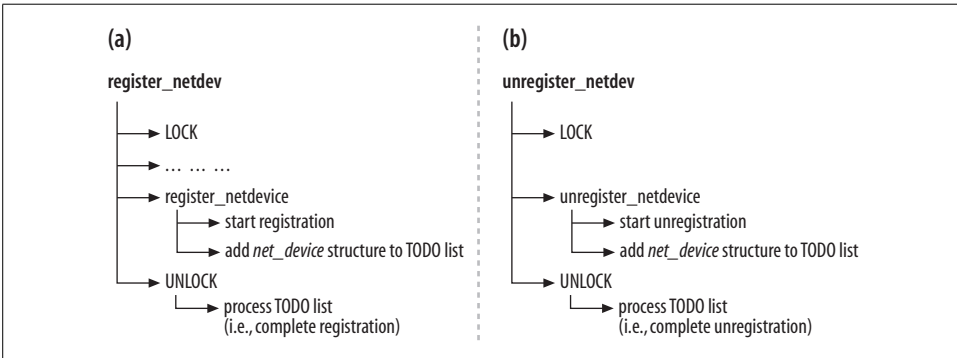 (a)
register_netdev
LOCK
... ... ...
register_netdevice
start registration
add net_device structure to TODO list
UNLOCK
process TODO list
(i.e., complete registration)
(b)
unregister_netdev
LOCK
unregister_netdevice
start unregistration
add net_device structure to TODO list
UNLOCK
process TODO list
(i.e., complete unregistration)